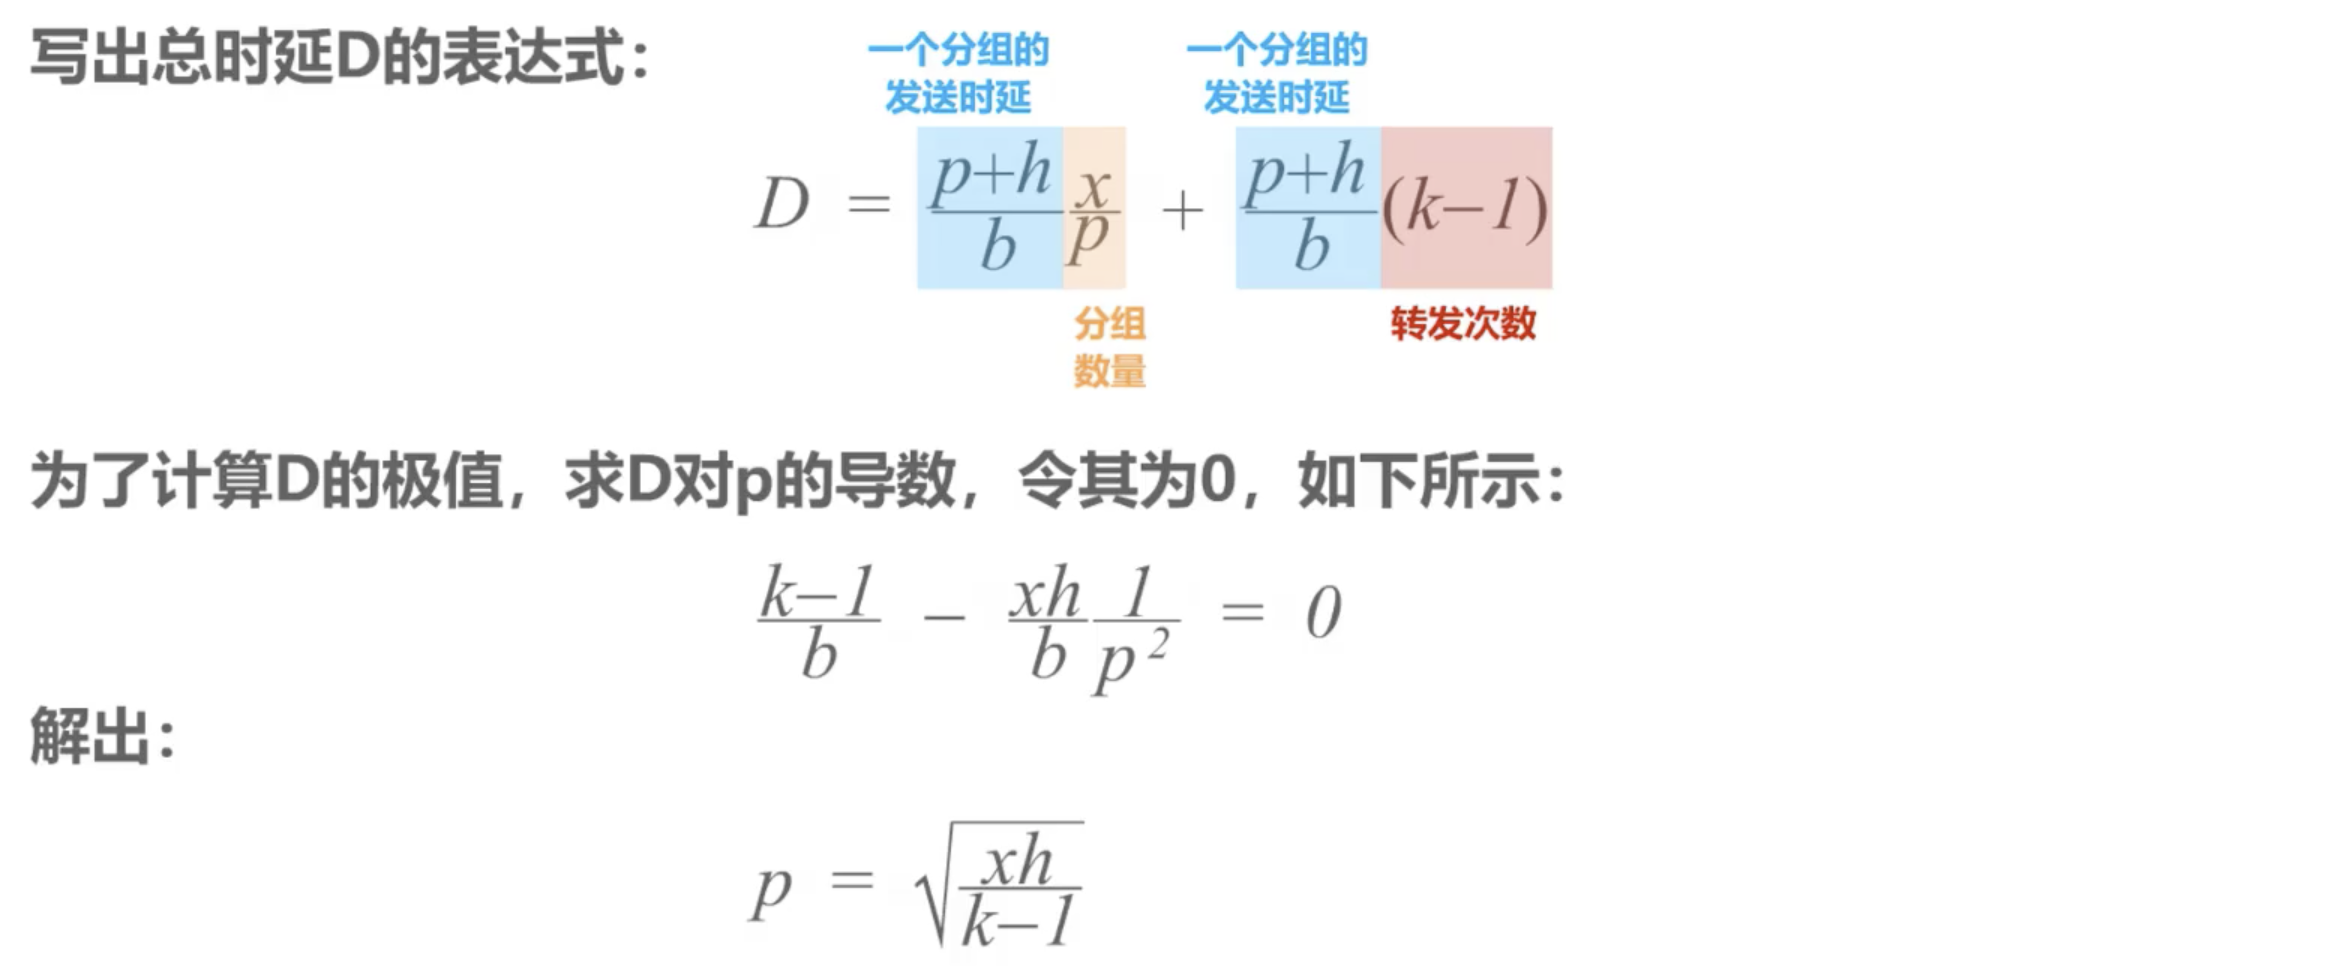 写出总时延D的表达式：
一个分组的 一个分组的
发送时延 发送时延
D = \frac{p+h}{b}\frac{x}{p} + \frac{p+h}{b}(k-1)
分组 转发次数
数量
为了计算D的极值，求D对p的导数，令其为0，如下所示：
\frac{k-1}{b} - \frac{xh}{b}\frac{1}{p^2} = 0
解出：
p = \sqrt{\frac{xh}{k-1}}